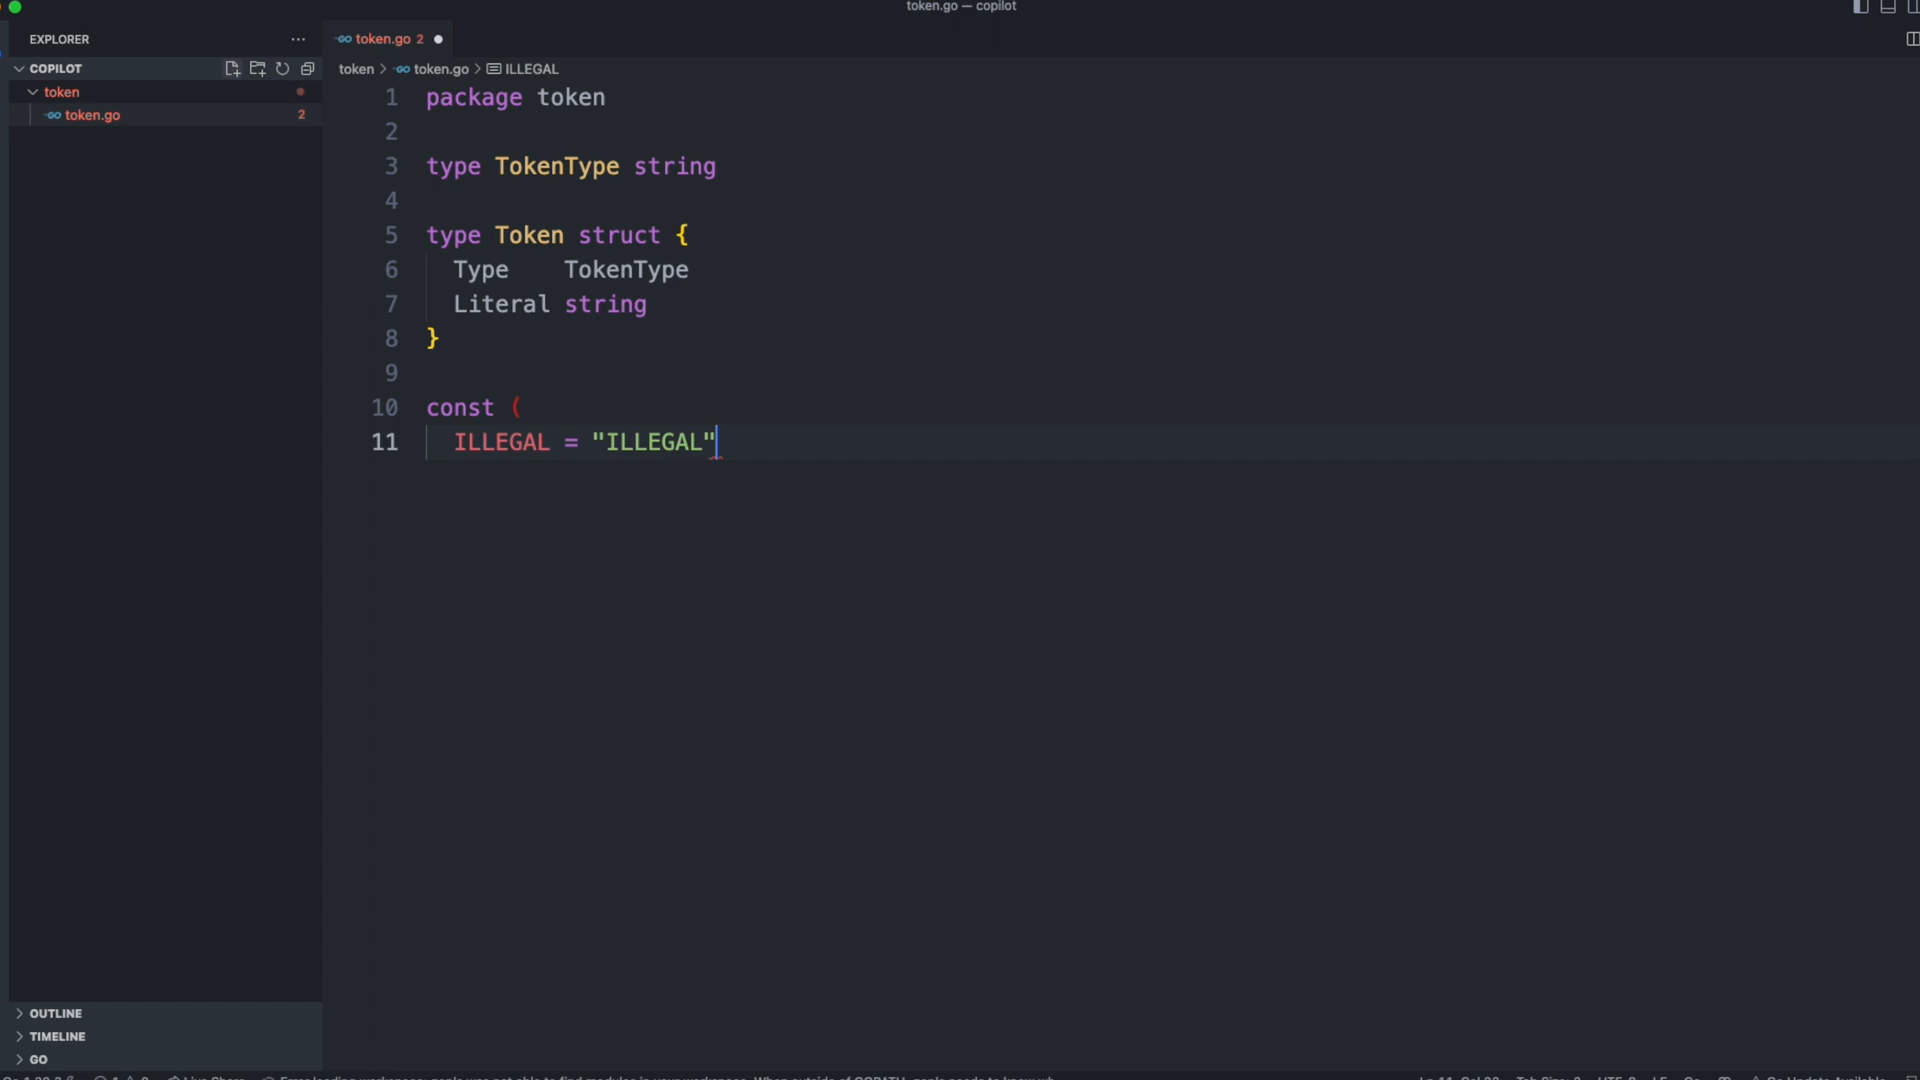 token.go — copilot
EXPLORER
token.go 2
COPILOT
token > token.go > ILLEGAL
token
token.go 2
1 package token
2
3 type TokenType string
4
5 type Token struct {
6 Type TokenType
7 Literal string
8 }
9
10 const (
11 ILLEGAL = "ILLEGAL"
OUTLINE
TIMELINE
GO